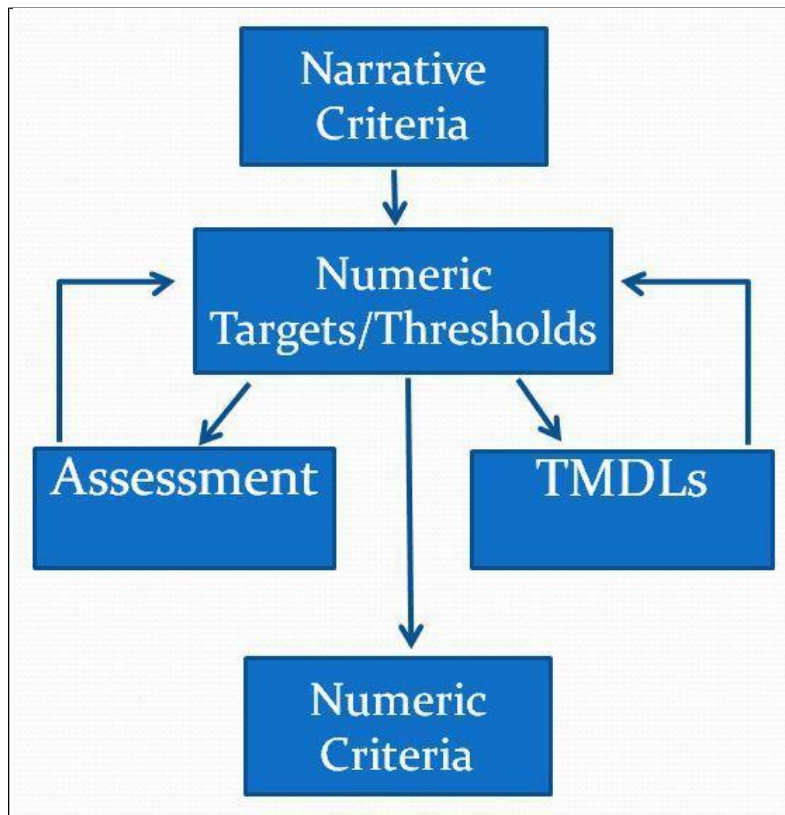 Narrative
Criteria
Numeric
Targets/Thresholds
Assessment
TMDLs
Numeric
Criteria